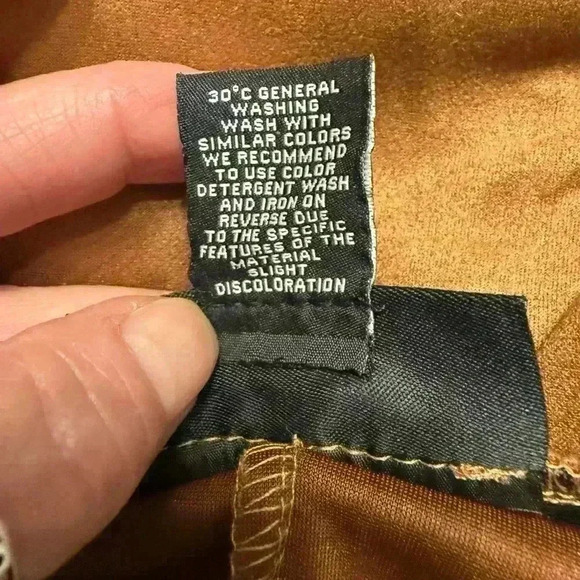 30°C GENERAL
WASHING
WASH WITH
SIMILAR COLORS
WE RECOMMEND
TO USE COLOR
DETERGENT WASH
AND IRON ON
REVERSE DUE
TO THE SPECIFIC
FEATURES OF THE
MATERIAL
SLIGHT
DISCOLORATION